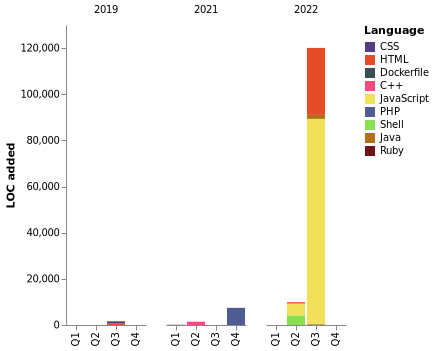 2019 2021 2022
Language
CSS
HTML
Dockerfile
C++
JavaScript
PHP
Shell
Java
Ruby
LOC added
120,000
100,000
80,000
60,000
40,000
20,000
0
Q1 Q2 Q3 Q4 Q1 Q2 Q3 Q4 Q1 Q2 Q3 Q4